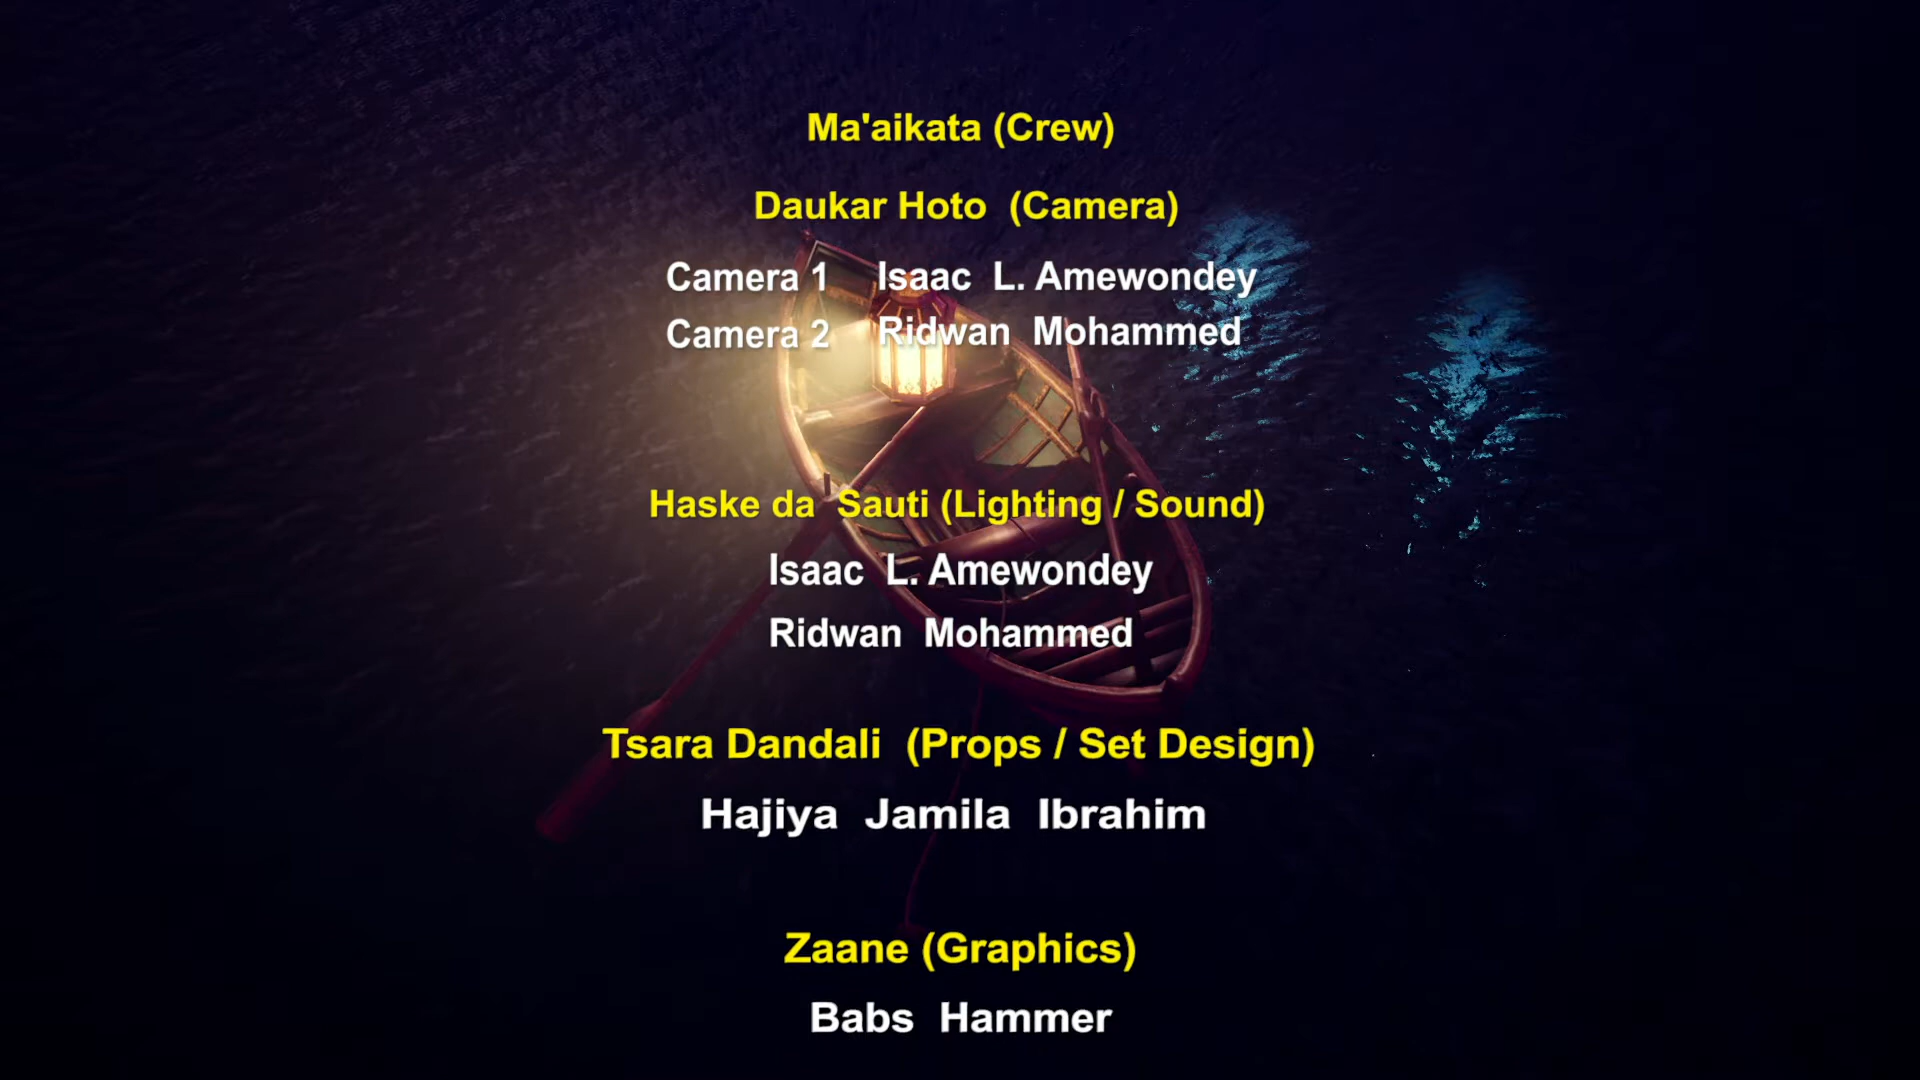 Ma'aikata (Crew)
Daukar Hoto (Camera)
Camera 1 Isaac L. Amewondey
Camera 2 Ridwan Mohammed
Haske da Sauti (Lighting / Sound)
Isaac L. Amewondey
Ridwan Mohammed
Tsara Dandali (Props / Set Design)
Hajiya Jamila Ibrahim
Zaane (Graphics)
Babs Hammer